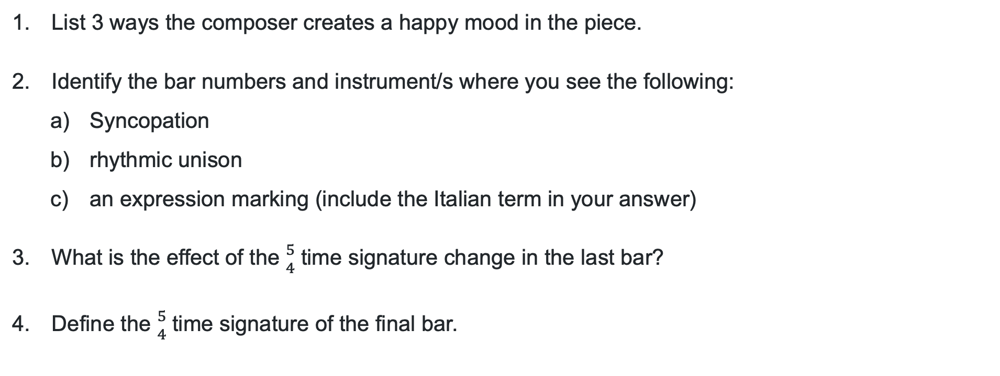 1. List 3 ways the composer creates a happy mood in the piece.
2. Identify the bar numbers and instrument/s where you see the following:
a) Syncopation
b) rhythmic unison
c) an expression marking (include the Italian term in your answer)
3. What is the effect of the 5/4 time signature change in the last bar?
4. Define the 5/4 time signature of the final bar.